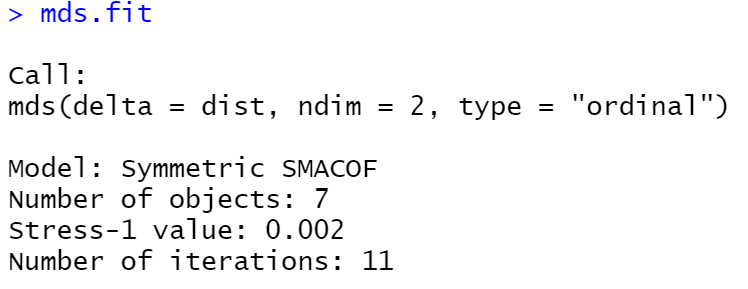 > mds.fit
Call:
mds(delta = dist, ndim = 2, type = "ordinal")
Model: Symmetric SMACOF
Number of objects: 7
Stress-1 value: 0.002
Number of iterations: 11